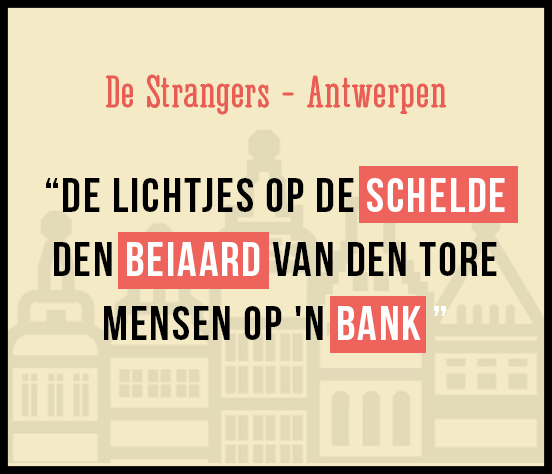 De Strangers - Antwerpen
“DE LICHTJES OP DE SCHELDE
DEN BEIAARD VAN DEN TORE
MENSEN OP 'N BANK ”